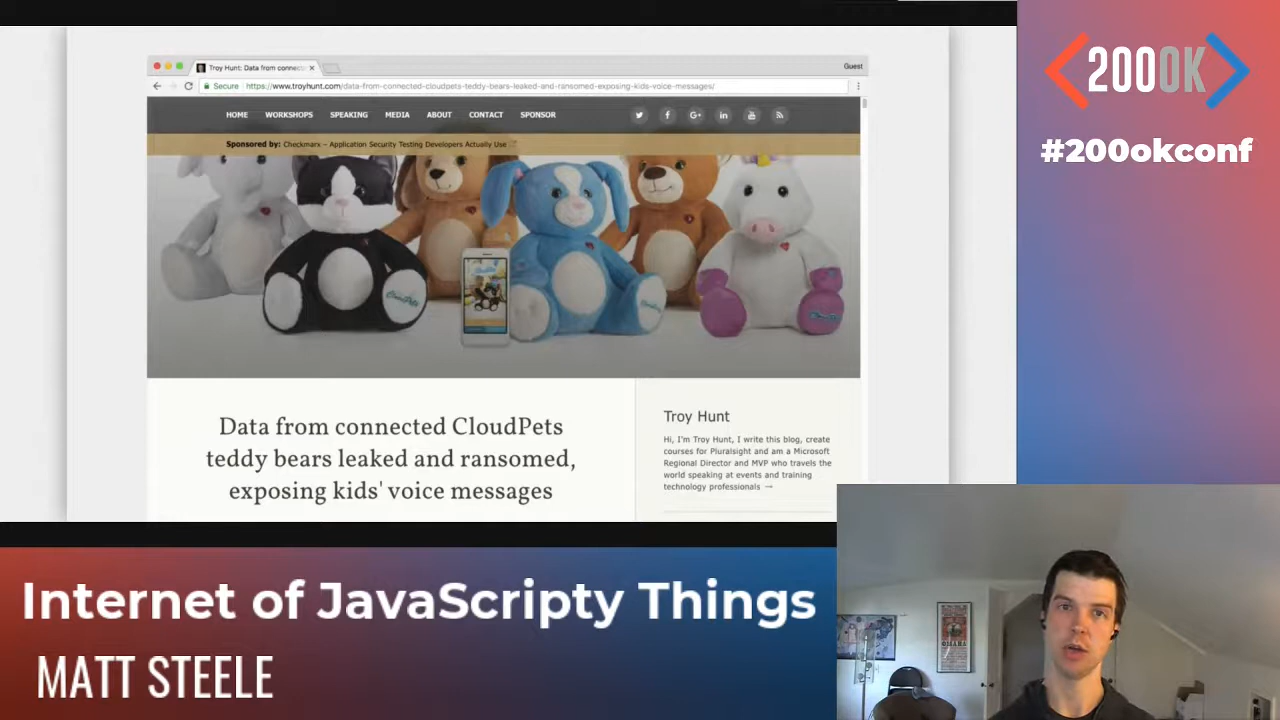 Troy Hunt: Data from connec
Guest
Secure
https://www.troyhunt.com/data-from-connected-cloudpets-teddy-bears-leaked-and-ransomed-exposing-kids-voice-messages/
HOME WORKSHOPS SPEAKING MEDIA ABOUT CONTACT SPONSOR
Sponsored by: Checkmarx – Application Security Testing Developers Actually Use
Data from connected CloudPets
teddy bears leaked and ransomed,
exposing kids' voice messages
Troy Hunt
Hi, I'm Troy Hunt, I write this blog, create
courses for Pluralsight and am a Microsoft
Regional Director and MVP who travels the
world speaking at events and training
technology professionals →
200OK
#200okconf
Internet of JavaScripty Things
MATT STEELE
OMAHA